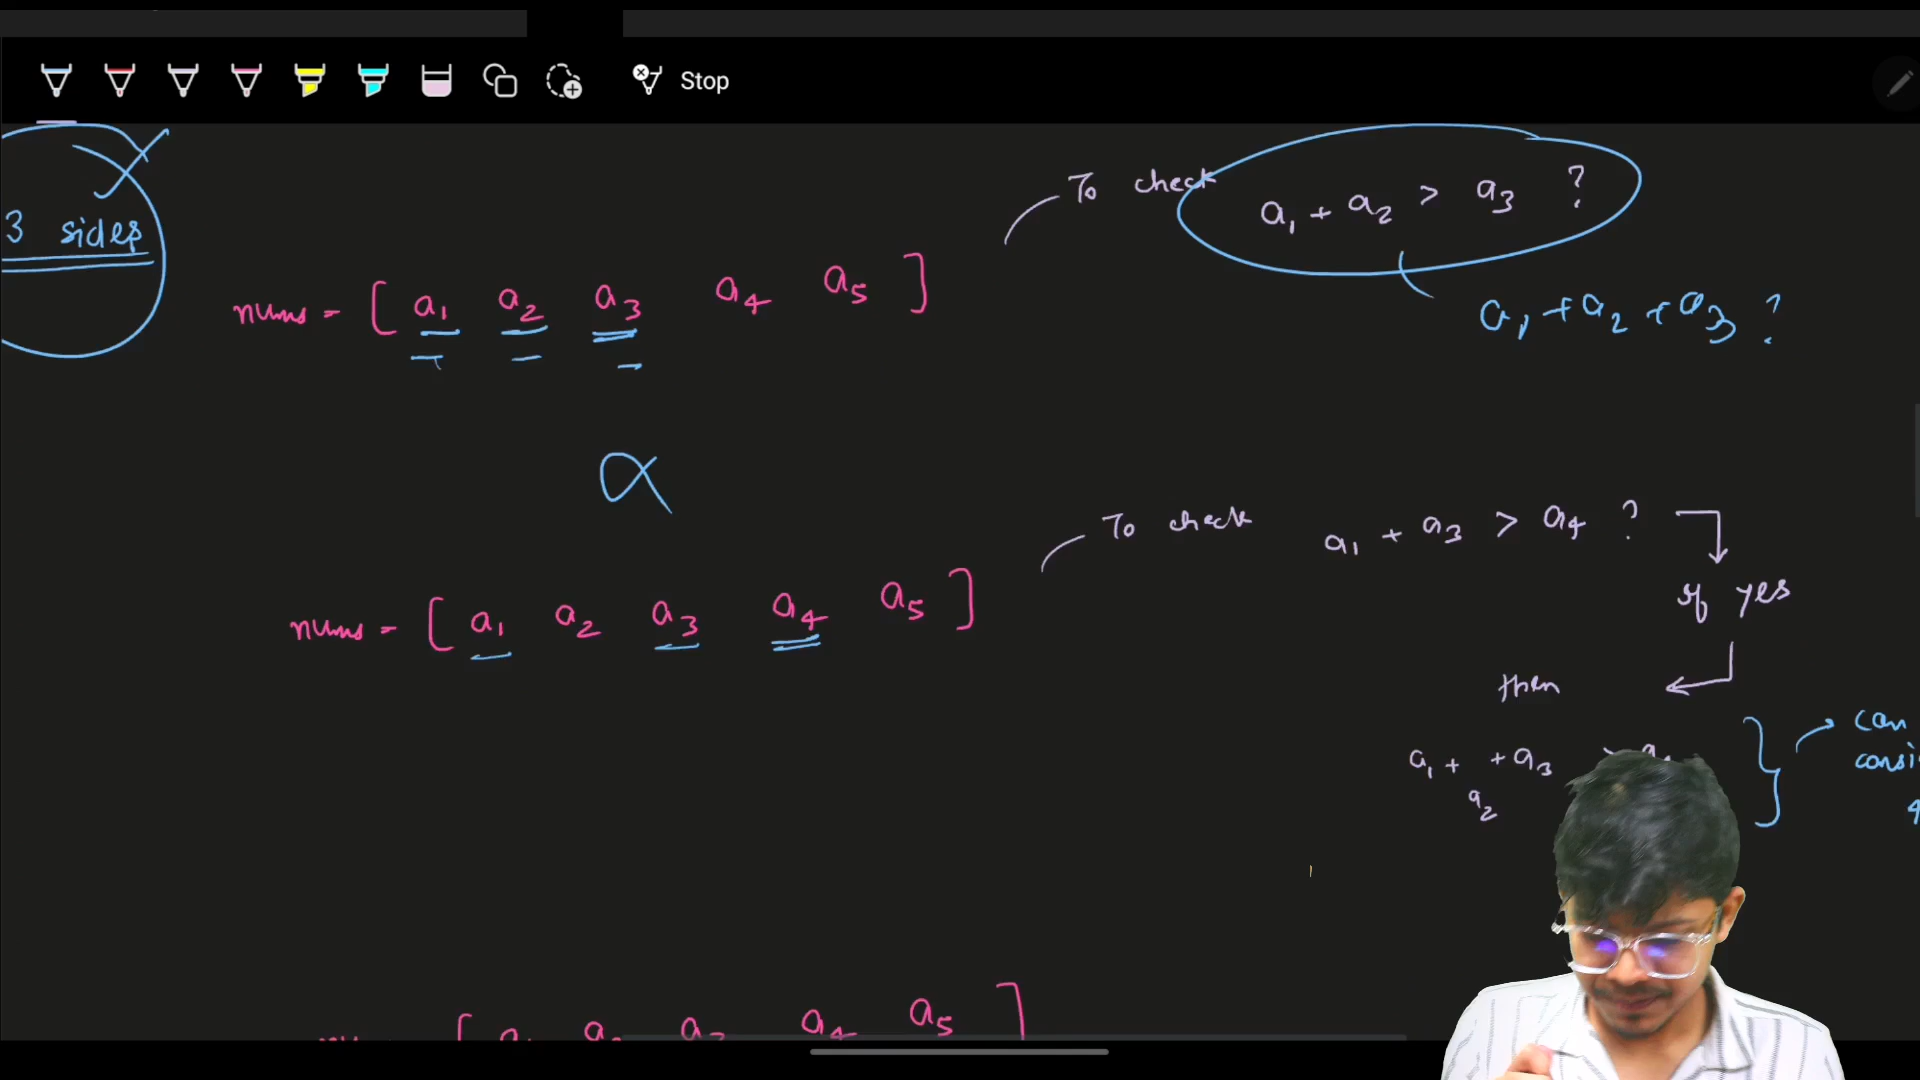 Stop
3 sides
To check a₁ + a₂ > a₃ ?
nums = [ a₁ a₂ a₃ a₄ a₅ ]
a₁ + a₂ + a₃ ?
α
To check a₁ + a₃ > a₄ ?
if yes
nums = [ a₁ a₂ a₃ a₄ a₅ ]
then
can
a₁ + + a₃ >
a₂
a₂ a₃ a₄ a₅ ]